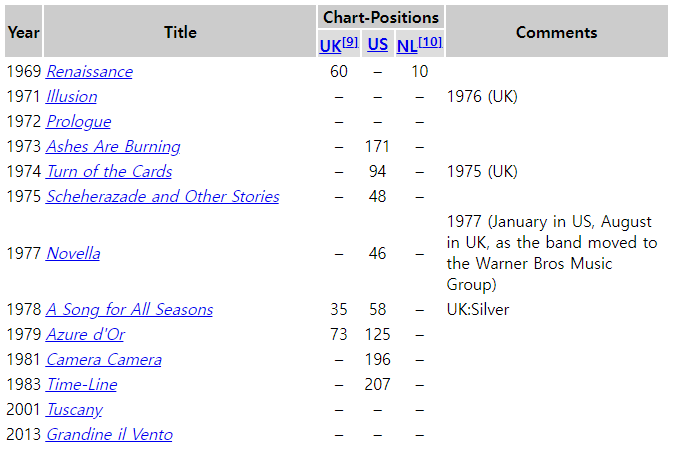 Year Title Chart-Positions Comments
UK[9] US NL[10]
1969 Renaissance 60 – 10
1971 Illusion – – – 1976 (UK)
1972 Prologue – – –
1973 Ashes Are Burning – 171 –
1974 Turn of the Cards – 94 – 1975 (UK)
1975 Scheherazade and Other Stories – 48 –
1977 Novella – 46 – 1977 (January in US, August
in UK, as the band moved to
the Warner Bros Music
Group)
1978 A Song for All Seasons 35 58 – UK:Silver
1979 Azure d'Or 73 125 –
1981 Camera Camera – 196 –
1983 Time-Line – 207 –
2001 Tuscany – – –
2013 Grandine il Vento – – –